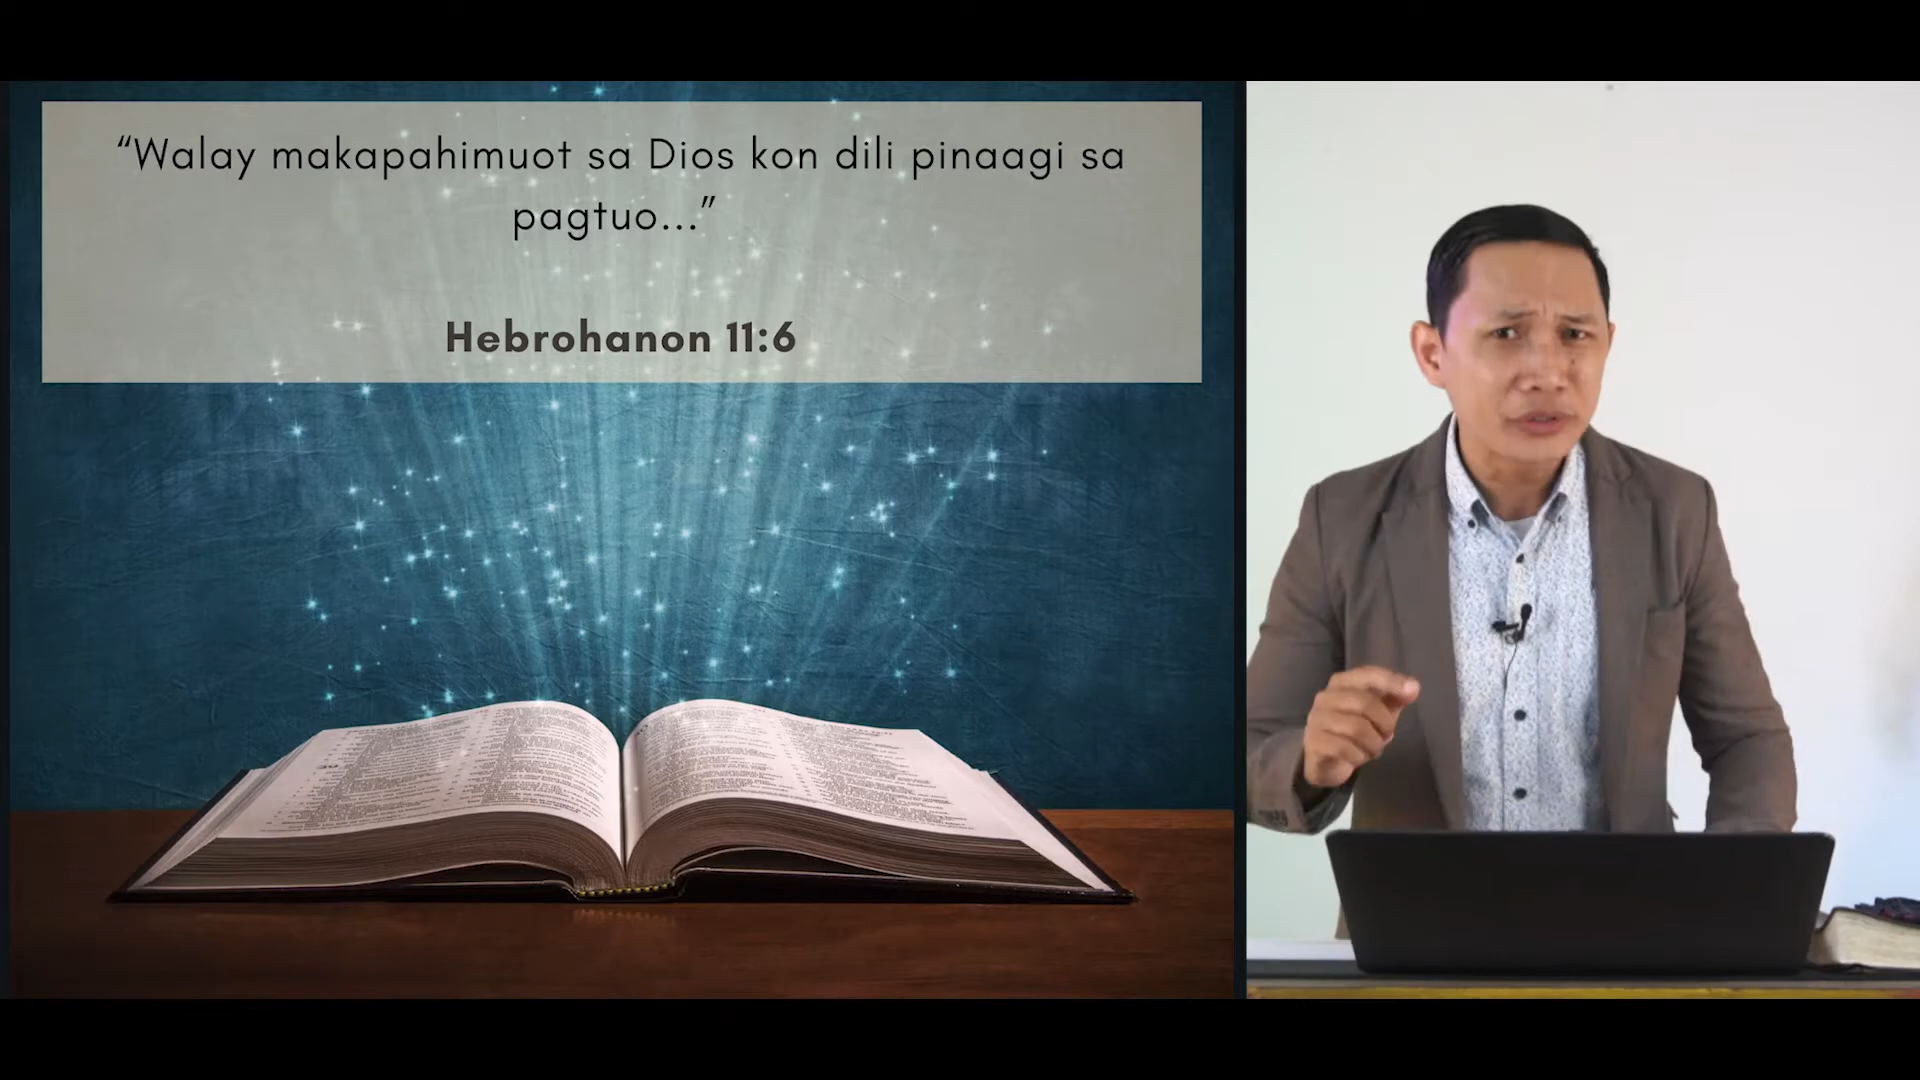 “Walay makapahimuot sa Dios kon dili pinaagi sa
pagtuo...”
Hebrohanon 11:6